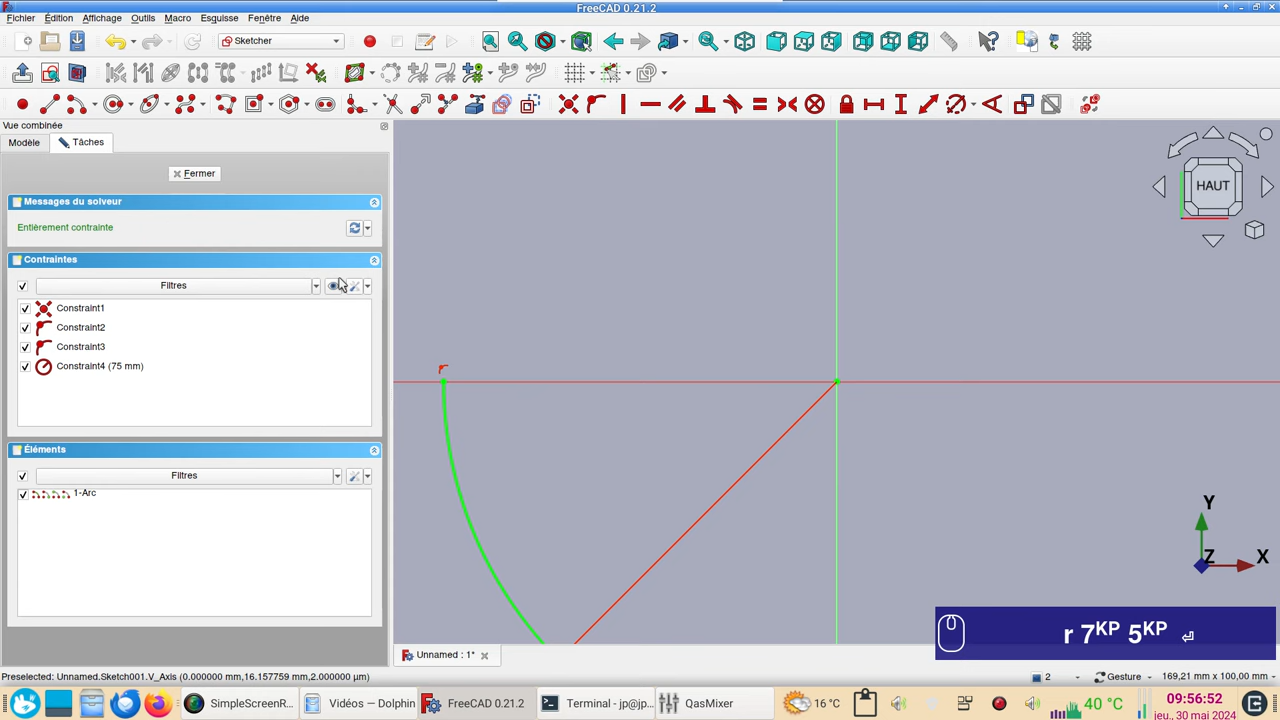 FreeCAD 0.21.2
Fichier Édition Affichage Outils Macro Esquisse Fenêtre Aide
Sketcher
Vue combinée
Modèle Tâches
Fermer
Messages du solveur
Entièrement contrainte
Contraintes
Filtres
Constraint1
Constraint2
Constraint3
Constraint4 (75 mm)
Éléments
Filtres
1-Arc
HAUT
Y
Z X
r 7KP 5KP ⏎
Unnamed : 1*
Preselected: Unnamed.Sketch001.V_Axis (0.000000 mm,16.157759 mm,2.000000 µm)
2 Gesture 169,21 mm x 100,00 mm
SimpleScreenR... Vidéos — Dolphin FreeCAD 0.21.2 Terminal - jp@jp... QasMixer 16 °C 40 °C
09:56:52
jeu., 30 mai 2024